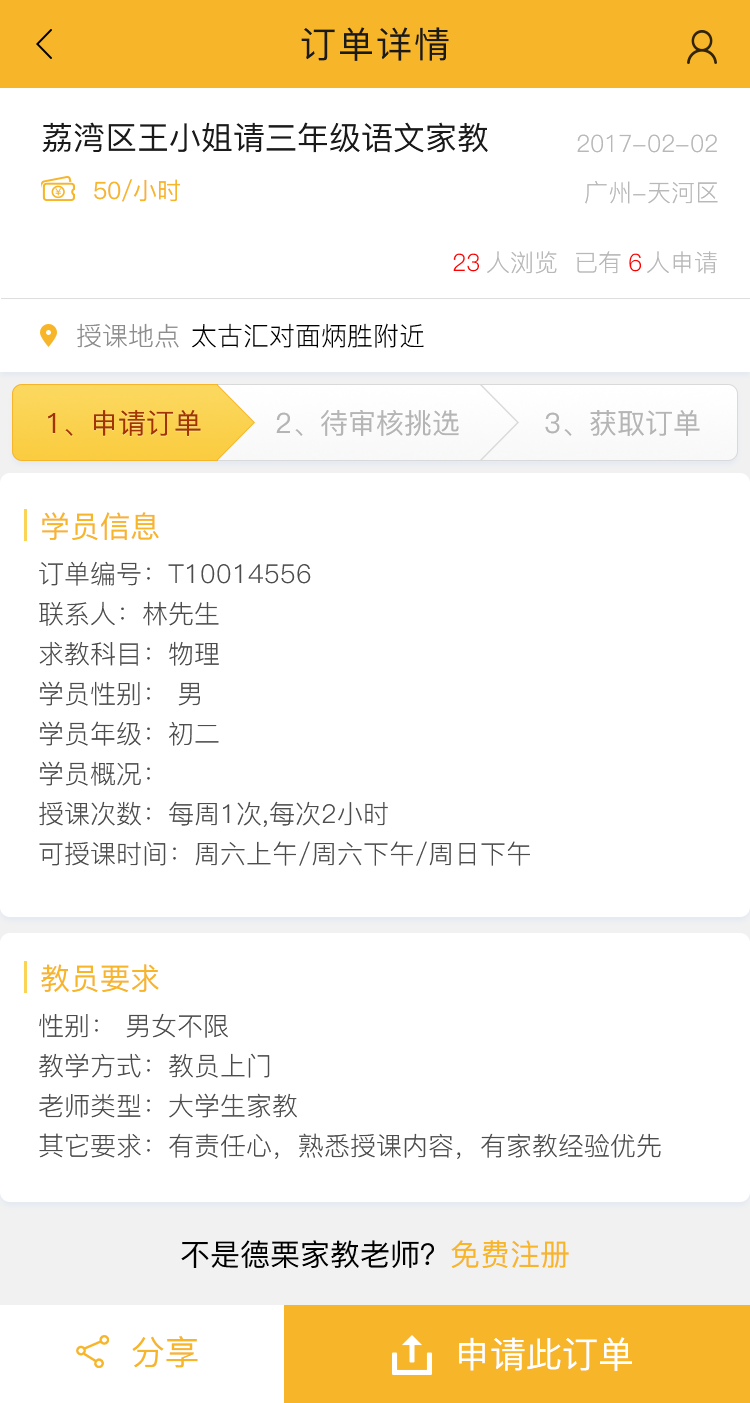 订单详情
荔湾区王小姐请三年级语文家教
2017-02-02
50/小时
广州-天河区
23人浏览 已有6人申请
授课地点 太古汇对面炳胜附近
1、申请订单 2、待审核挑选 3、获取订单
学员信息
订单编号：T10014556
联系人：林先生
求教科目：物理
学员性别： 男
学员年级：初二
学员概况：
授课次数：每周1次,每次2小时
可授课时间：周六上午/周六下午/周日下午
教员要求
性别： 男女不限
教学方式：教员上门
老师类型：大学生家教
其它要求：有责任心，熟悉授课内容，有家教经验优先
不是德栗家教老师？免费注册
分享 申请此订单